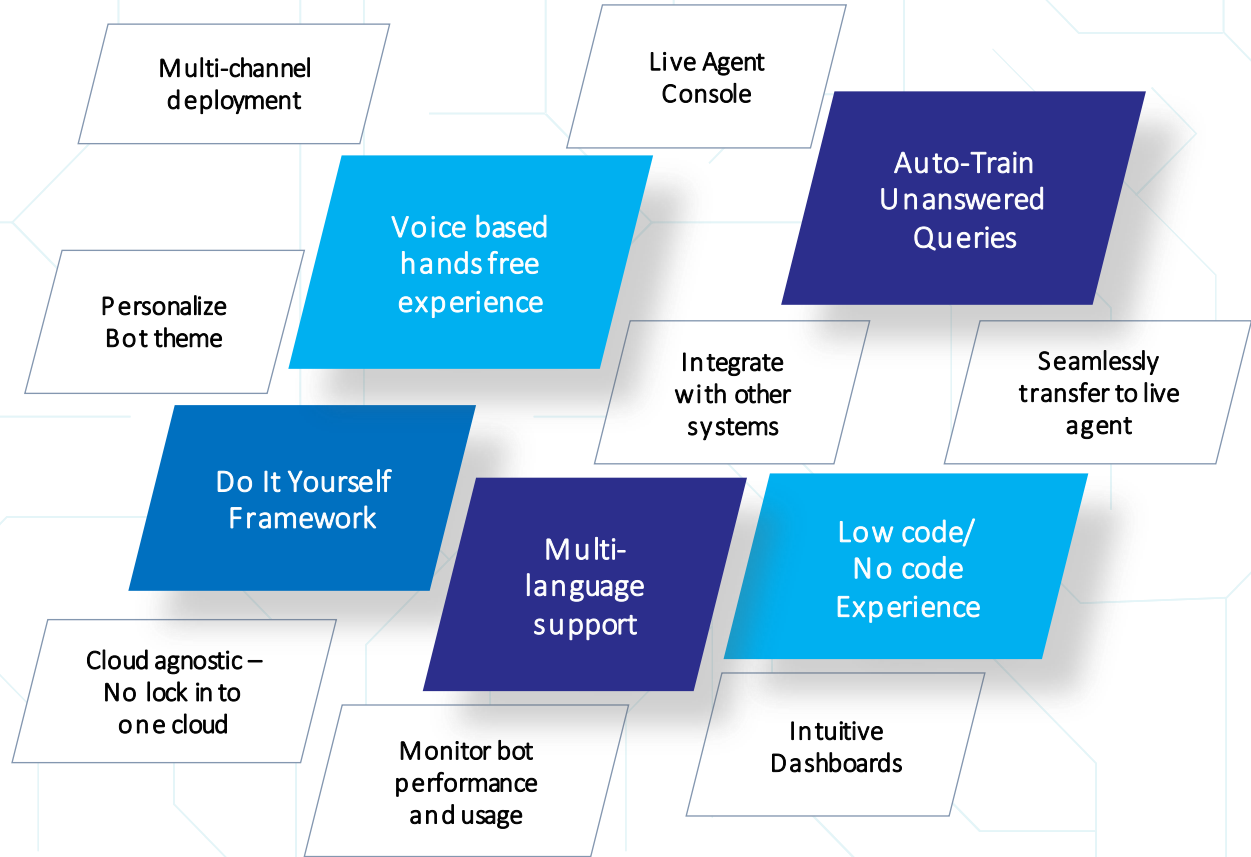 Multi-channel
deployment
Live Agent
Console
Auto-Train
Unanswered
Queries
Voice based
hands free
experience
Personalize
Bot theme
Integrate
with other
systems
Seamlessly
transfer to live
agent
Do It Yourself
Framework
Multi-
language
support
Low code/
No code
Experience
Cloud agnostic –
No lock in to
one cloud
Monitor bot
performance
and usage
Intuitive
Dashboards